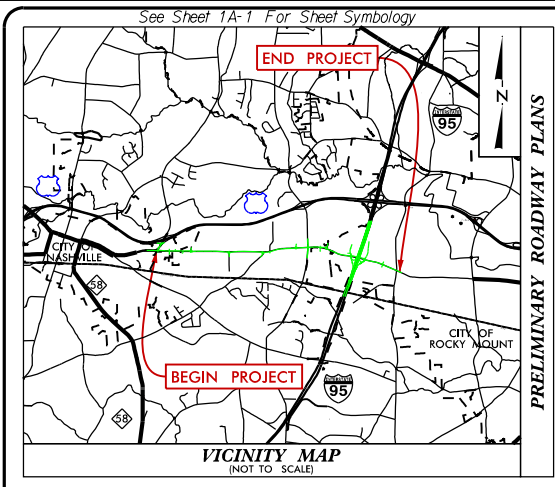 See Sheet 1A-1 For Sheet Symbology
END PROJECT
95
N
CITY OF
NASHVILLE
58
CITY OF
ROCKY MOUNT
BEGIN PROJECT
95
58
VICINITY MAP
(NOT TO SCALE)
PRELIMINARY ROADWAY PLANS